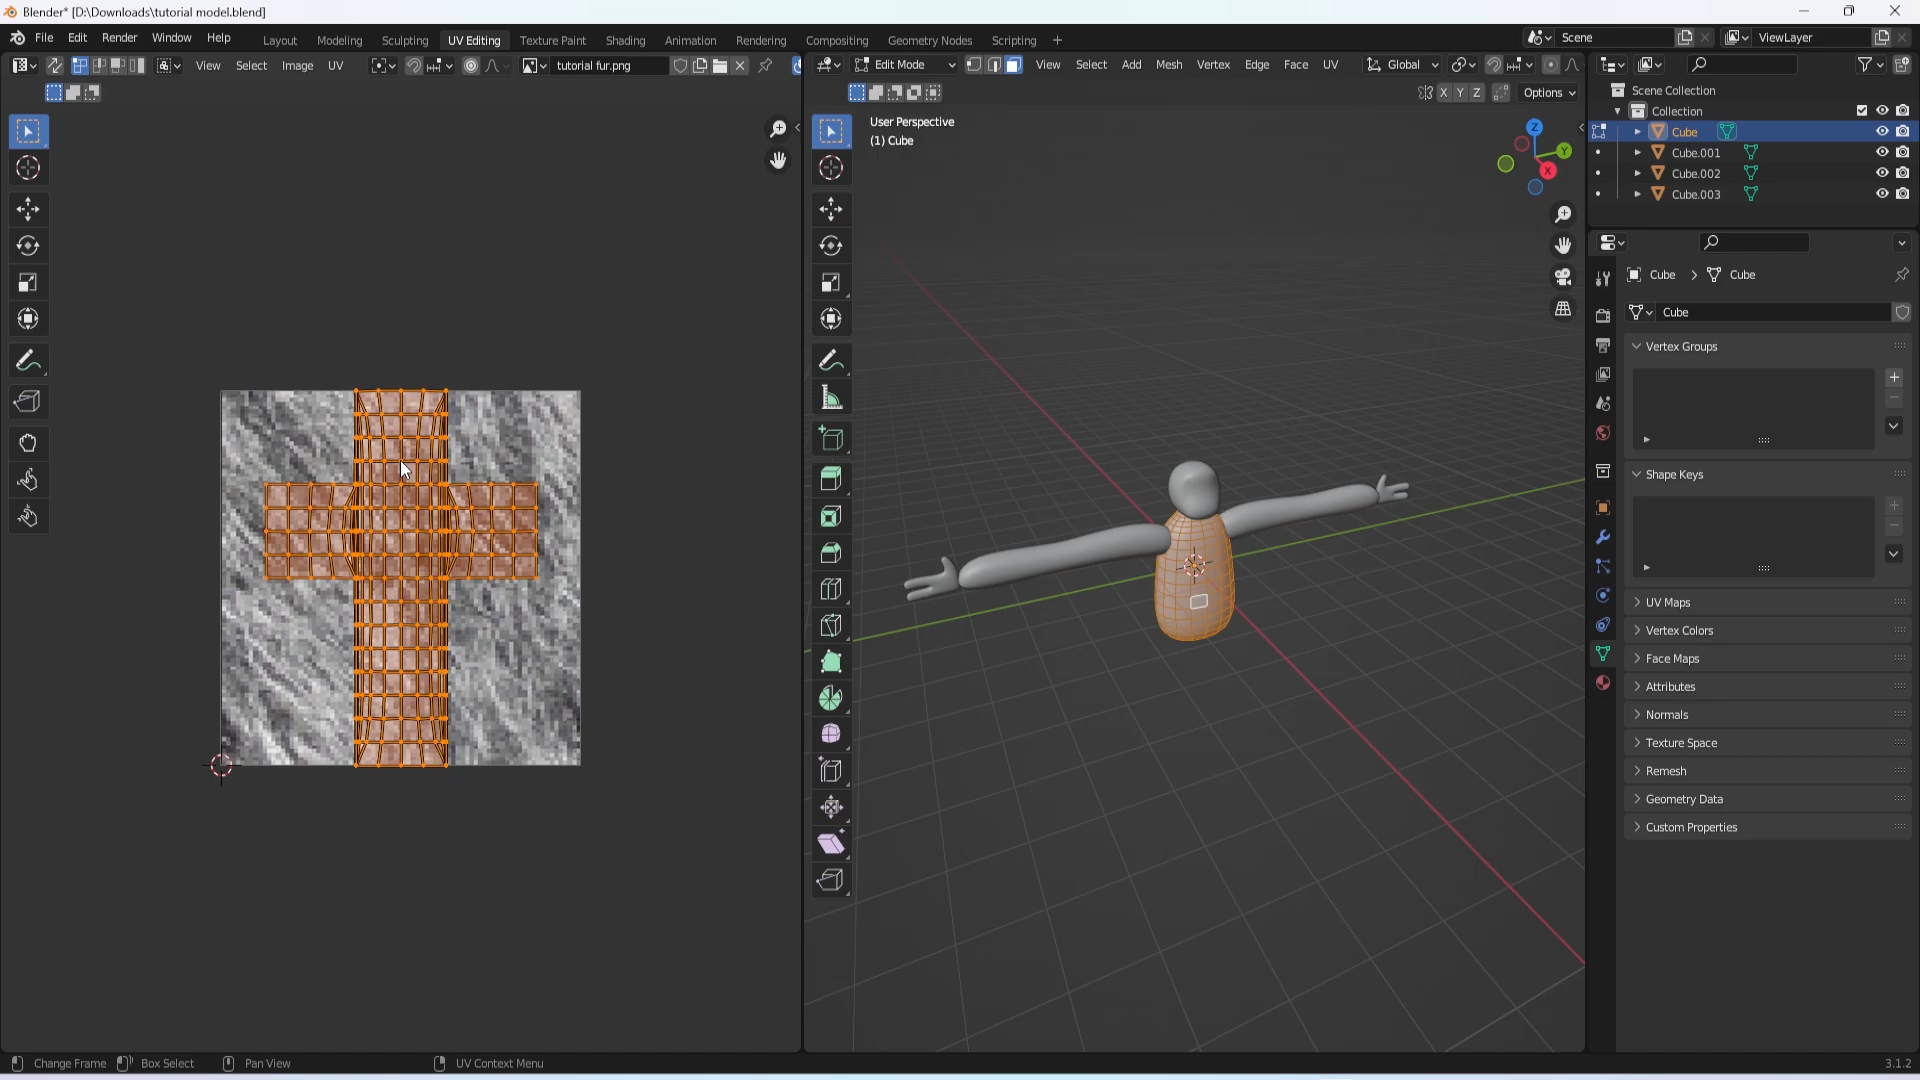 Blender* [D:\Downloads\tutorial model.blend]
File Edit Render Window Help Layout Modeling Sculpting UV Editing Texture Paint Shading Animation Rendering Compositing Geometry Nodes Scripting + Scene ViewLayer
View Select Image UV tutorial fur.png Edit Mode View Select Add Mesh Vertex Edge Face UV Global
X Y Z Options
User Perspective
(1) Cube
Z
Y
X
Scene Collection
Collection
Cube
Cube.001
Cube.002
Cube.003
Cube > Cube
Cube
Vertex Groups
Shape Keys
UV Maps
Vertex Colors
Face Maps
Attributes
Normals
Texture Space
Remesh
Geometry Data
Custom Properties
Change Frame Box Select Pan View UV Context Menu 3.1.2